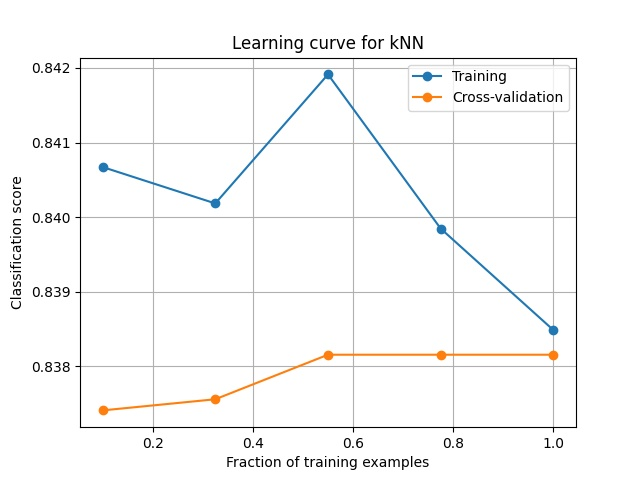 Learning curve for kNN
0.842
0.841
0.840
0.839
0.838
Classification score
Training
Cross-validation
0.2 0.4 0.6 0.8 1.0
Fraction of training examples